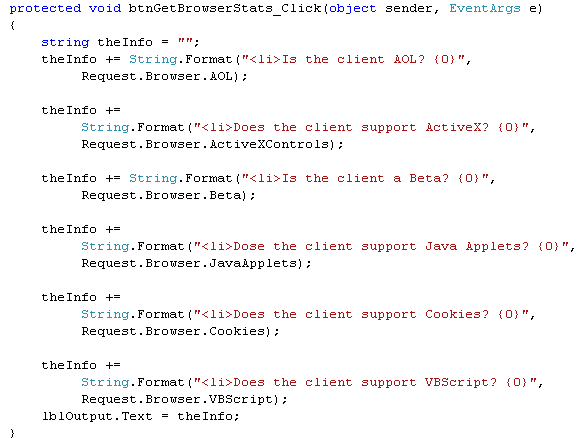 protected void btnGetBrowserStats_Click(object sender, EventArgs e)
{
string theInfo = "";
theInfo += String.Format("<li>Is the client AOL? {0}",
Request.Browser.AOL);
theInfo +=
String.Format("<li>Does the client support ActiveX? {0}",
Request.Browser.ActiveXControls);
theInfo += String.Format("<li>Is the client a Beta? {0}",
Request.Browser.Beta);
theInfo +=
String.Format("<li>Dose the client support Java Applets? {0}",
Request.Browser.JavaApplets);
theInfo +=
String.Format("<li>Does the client support Cookies? {0}",
Request.Browser.Cookies);
theInfo +=
String.Format("<li>Does the client support VBScript? {0}",
Request.Browser.VBScript);
lblOutput.Text = theInfo;
}